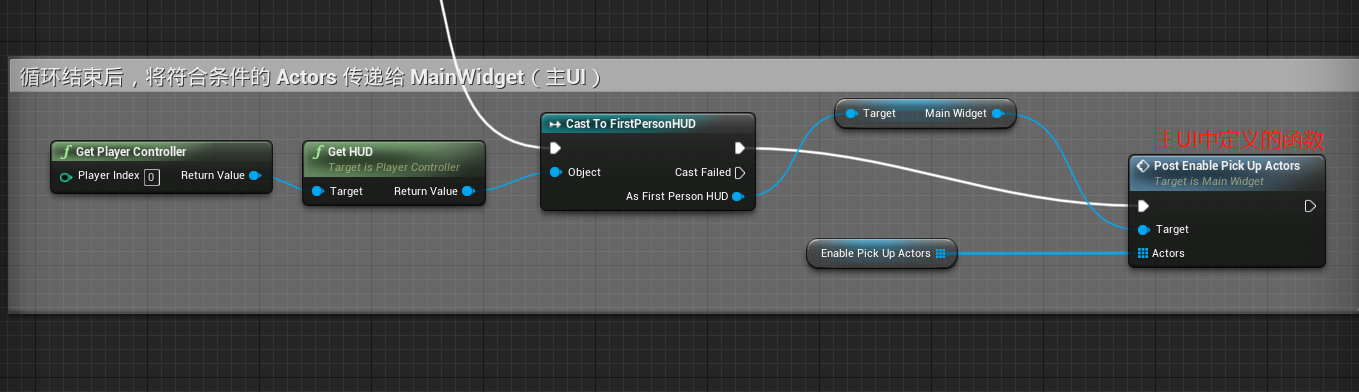 循环结束后，将符合条件的 Actors 传递给 MainWidget（主UI）
Get Player Controller
Player Index 0 Return Value
Get HUD
Target is Player Controller
Target Return Value
Cast To FirstPersonHUD
Cast Failed
Object
As First Person HUD
Target Main Widget
Enable Pick Up Actors
主UI中定义的函数
Post Enable Pick Up Actors
Target is Main Widget
Target
Actors